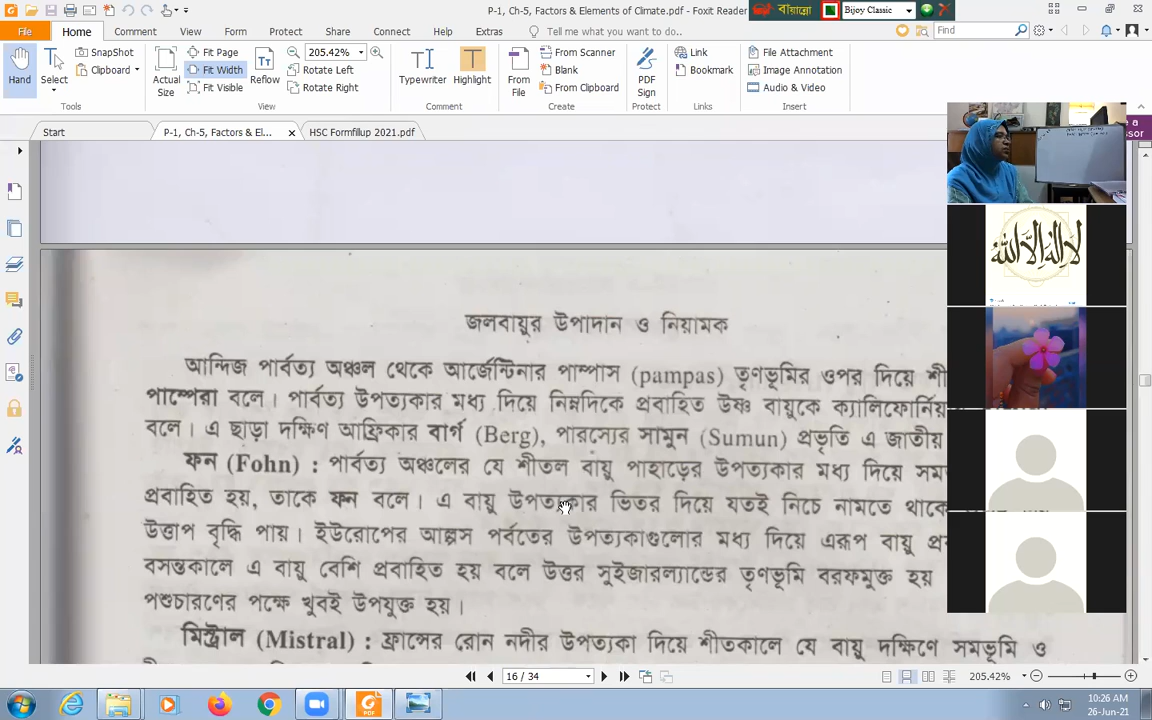 P-1, Ch-5, Factors & Elements of Climate.pdf - Foxit Reader
বাঁয়ান্নো
Bijoy Classic
File Home Comment View Form Protect Share Connect Help Extras Tell me what you want to do.. Find
Hand
Select
SnapShot
Clipboard
Actual Size
Fit Page
Fit Width
Fit Visible
Reflow
205.42%
Rotate Left
Rotate Right
Typewriter
Highlight
From File
From Scanner
Blank
From Clipboard
PDF Sign
Link
Bookmark
File Attachment
Image Annotation
Audio & Video
Tools View Comment Create Protect Links Insert
Start P-1, Ch-5, Factors & El... HSC Formfillup 2021.pdf
জলবায়ুর উপাদান ও নিয়ামক
আন্দিজ পার্বত্য অঞ্চল থেকে আর্জেন্টিনার পাম্পাস (pampas) তৃণভূমির ওপর দিয়ে শী
পাম্পেরা বলে। পার্বত্য উপত্যকার মধ্য দিয়ে নিম্নদিকে প্রবাহিত উষ্ণ বায়ুকে ক্যালিফোর্নিয়
বলে। এ ছাড়া দক্ষিণ আফ্রিকার বার্গ (Berg), পারস্যের সামুন (Sumun) প্রভৃতি এ জাতীয়
ফন (Fohn) : পার্বত্য অঞ্চলের যে শীতল বায়ু পাহাড়ের উপত্যকার মধ্য দিয়ে সম
প্রবাহিত হয়, তাকে ফন বলে। এ বায়ু উপত্যকার ভিতর দিয়ে যতই নিচে নামতে থাকে
উত্তাপ বৃদ্ধি পায়। ইউরোপের আল্পস পর্বতের উপত্যকাগুলোর মধ্য দিয়ে এরূপ বায়ু প্র
বসন্তকালে এ বায়ু বেশি প্রবাহিত হয় বলে উত্তর সুইজারল্যান্ডের তৃণভূমি বরফমুক্ত হয়
পশুচারণের পক্ষে খুবই উপযুক্ত হয়।
মিস্ট্রাল (Mistral) : ফ্রান্সের রোন নদীর উপত্যকা দিয়ে শীতকালে যে বায়ু দক্ষিণে সমভূমি ও
لا إله إلا الله
16 / 34
205.42%
10:26 AM
26-Jun-21